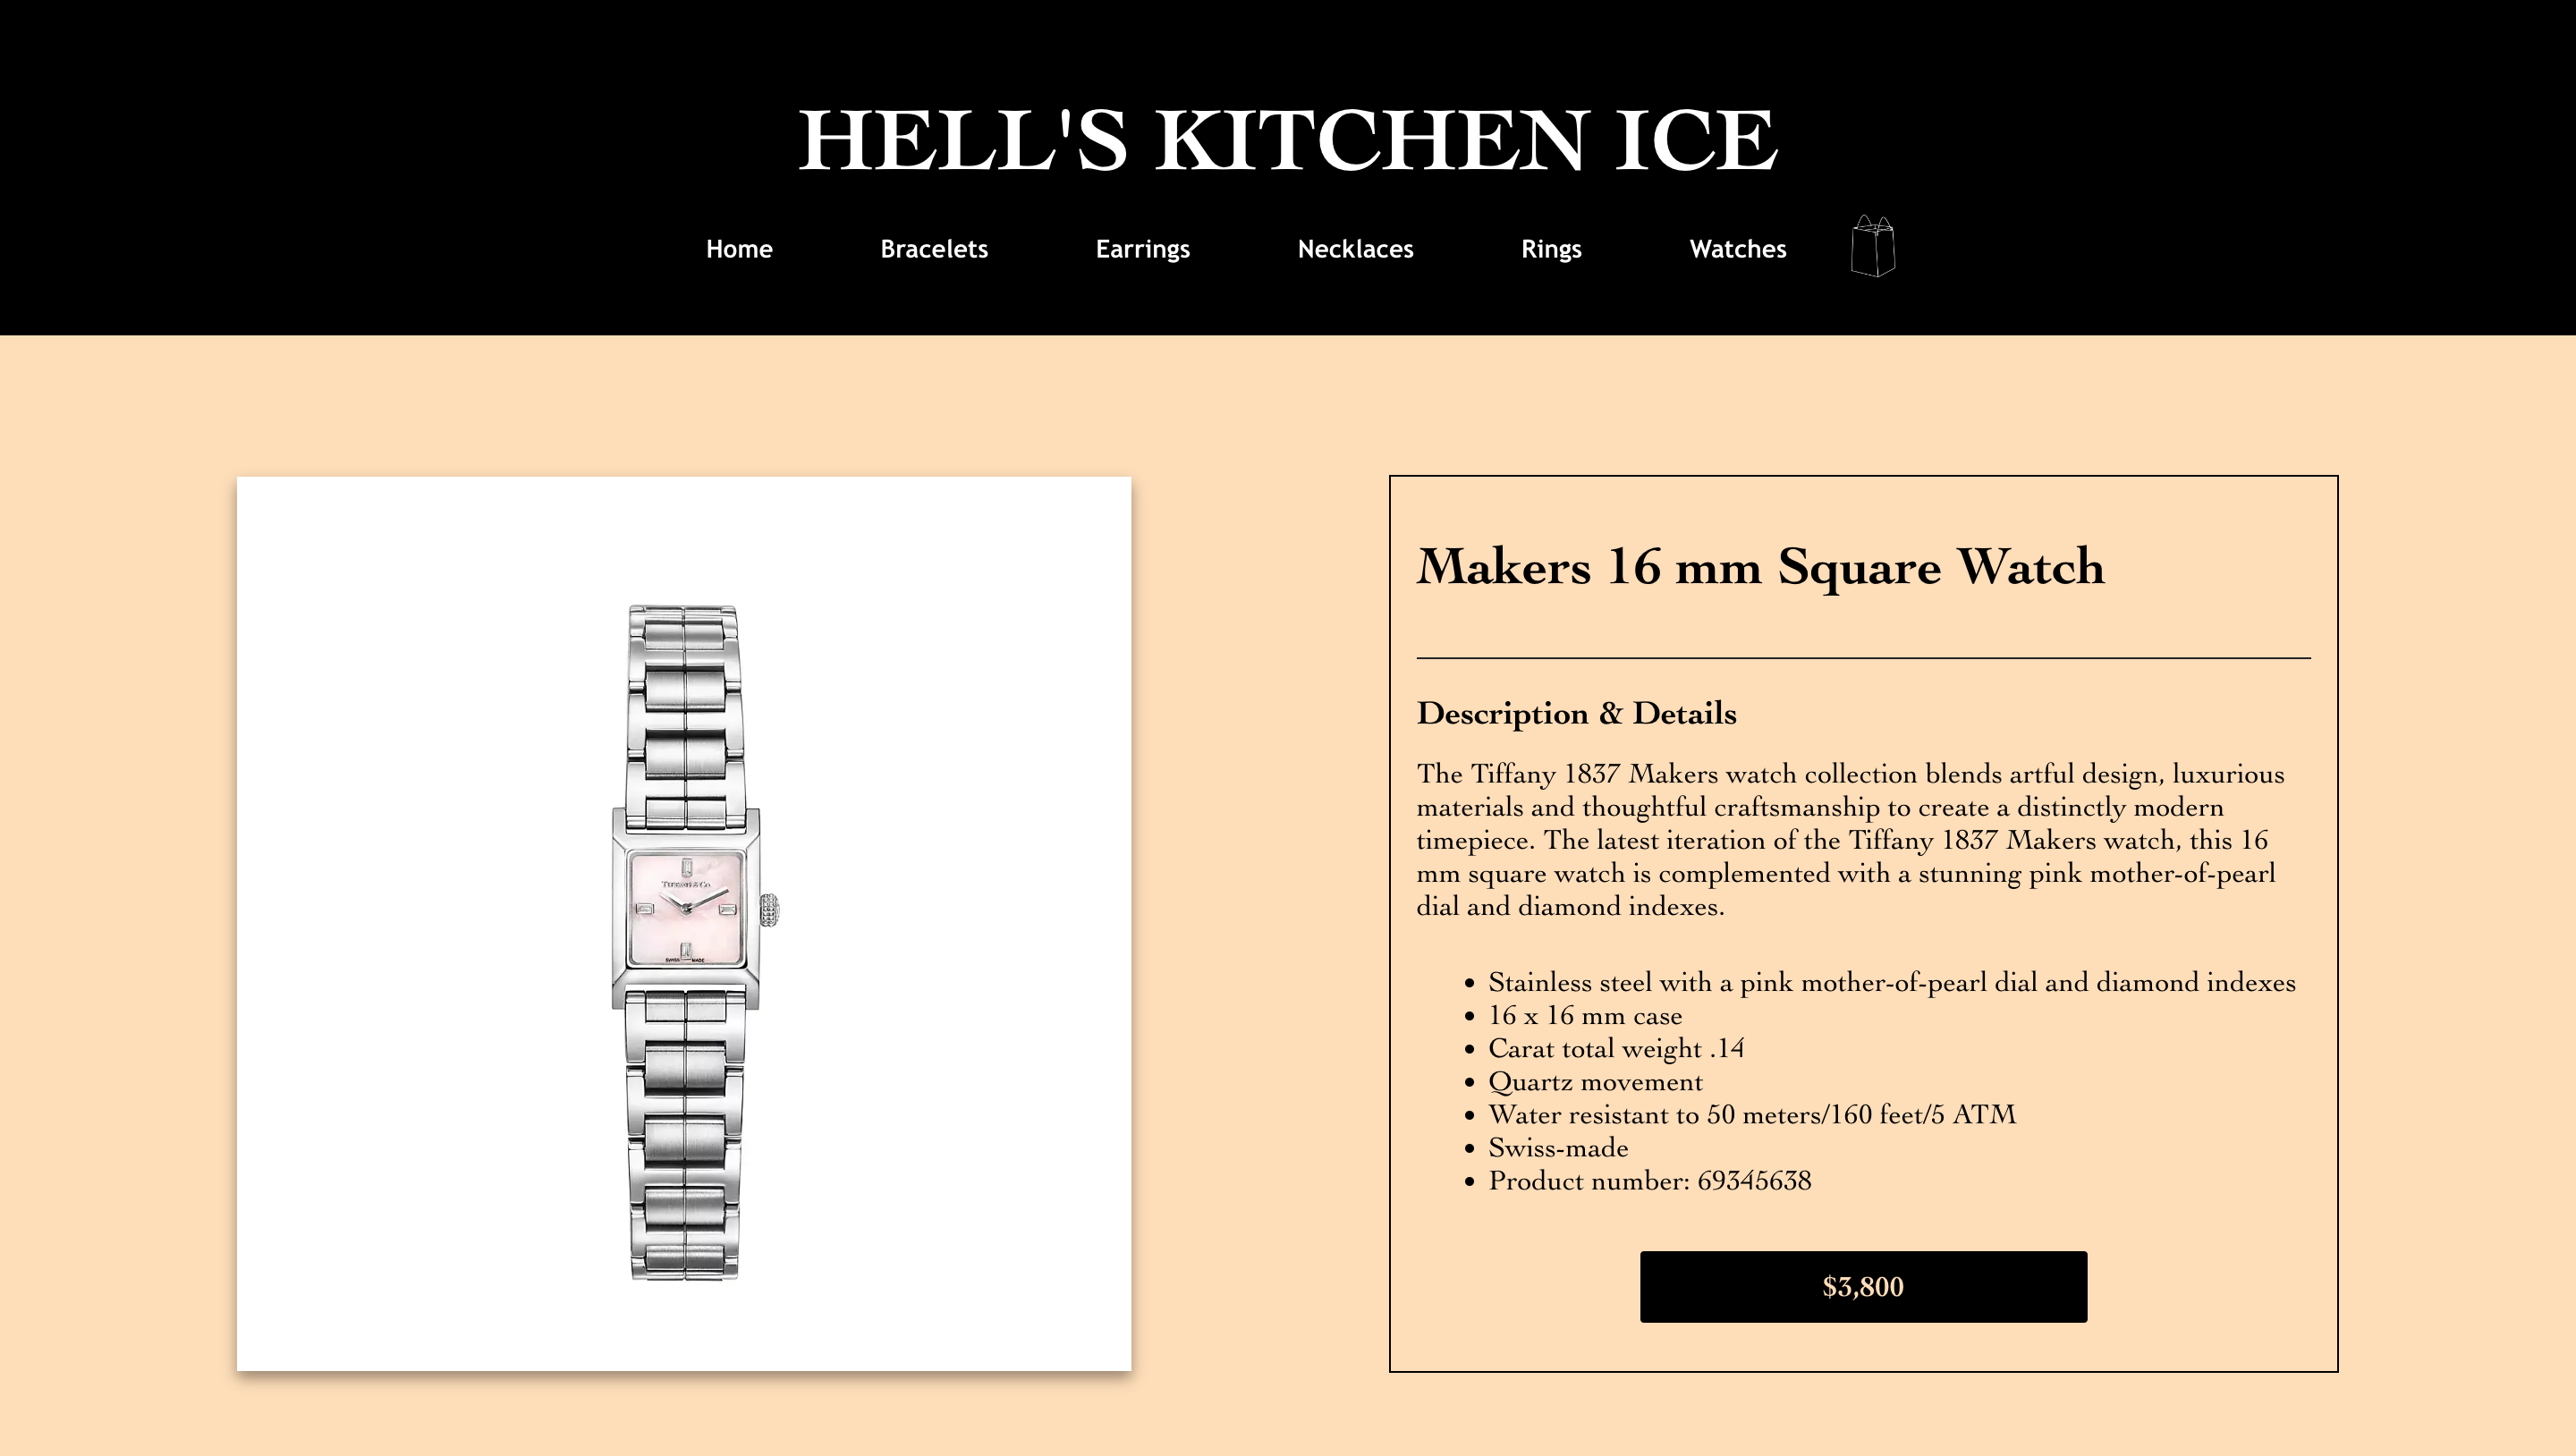 HELL'S KITCHEN ICE
Home Bracelets Earrings Necklaces Rings Watches
TIFFANY & CO.
SWISS MADE
Makers 16 mm Square Watch
Description & Details
The Tiffany 1837 Makers watch collection blends artful design, luxurious
materials and thoughtful craftsmanship to create a distinctly modern
timepiece. The latest iteration of the Tiffany 1837 Makers watch, this 16
mm square watch is complemented with a stunning pink mother-of-pearl
dial and diamond indexes.
• Stainless steel with a pink mother-of-pearl dial and diamond indexes
• 16 x 16 mm case
• Carat total weight .14
• Quartz movement
• Water resistant to 50 meters/160 feet/5 ATM
• Swiss-made
• Product number: 69345638
$3,800